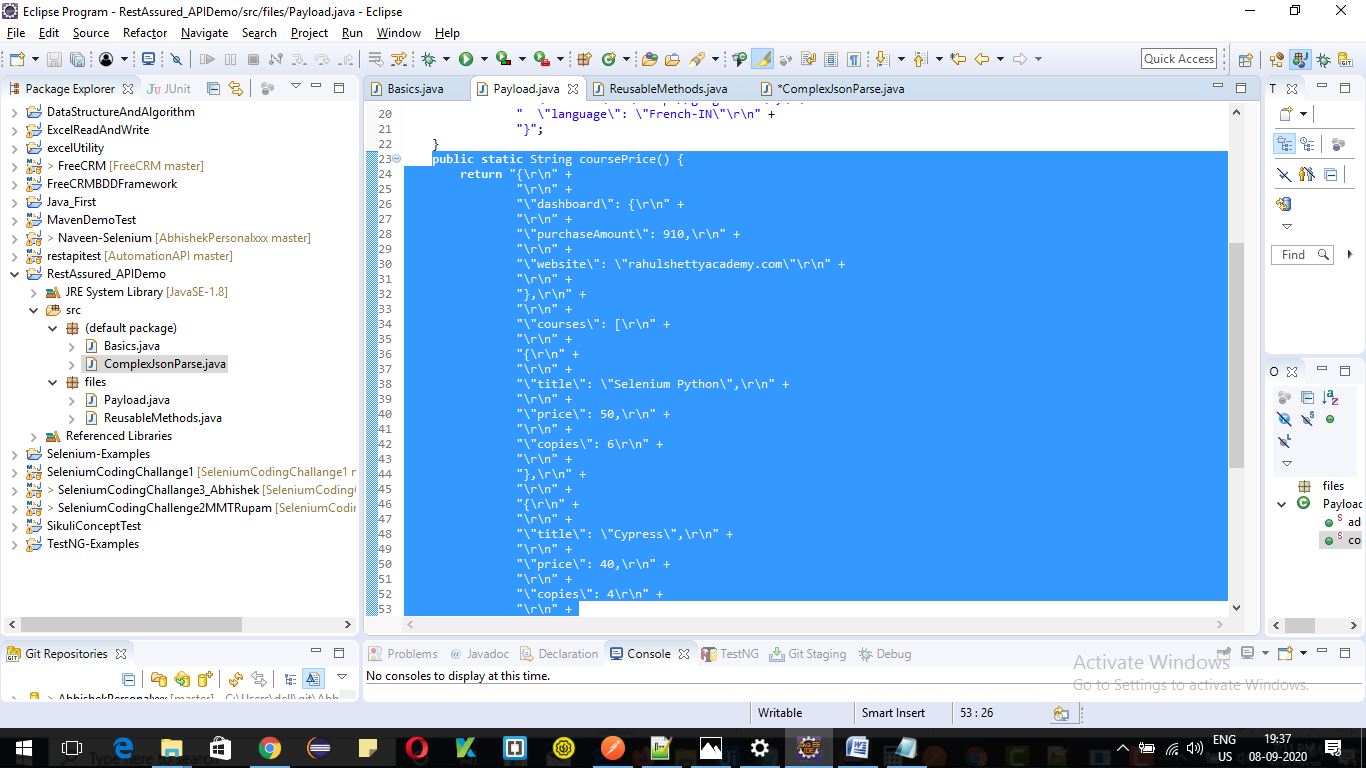 Eclipse Program - RestAssured_APIDemo/src/files/Payload.java - Eclipse
File Edit Source Refactor Navigate Search Project Run Window Help
Quick Access
Package Explorer JUnit
DataStructureAndAlgorithm
ExcelReadAndWrite
excelUtility
> FreeCRM [FreeCRM master]
FreeCRMBDDFramework
Java_First
MavenDemoTest
> Naveen-Selenium [AbhishekPersonalxxx master]
restapitest [AutomationAPI master]
RestAssured_APIDemo
JRE System Library [JavaSE-1.8]
src
(default package)
Basics.java
ComplexJsonParse.java
files
Payload.java
ReusableMethods.java
Referenced Libraries
Selenium-Examples
SeleniumCodingChallange1 [SeleniumCodingChallange1
> SeleniumCodingChallange3_Abhishek [SeleniumCoding
> SeleniumCodingChallenge2MMTRupam [SeleniumCodin
SikuliConceptTest
TestNG-Examples
Basics.java Payload.java ReusableMethods.java *ComplexJsonParse.java
20 " \"language\": \"French-IN\"\r\n" +
21 "}";
22 }
23 public static String coursePrice() {
24 return "{\r\n" +
25 "\r\n" +
26 "\"dashboard\": {\r\n" +
27 "\r\n" +
28 "\"purchaseAmount\": 910,\r\n" +
29 "\r\n" +
30 "\"website\": \"rahulshettyacademy.com\"\r\n" +
31 "\r\n" +
32 "},\r\n" +
33 "\r\n" +
34 "\"courses\": [\r\n" +
35 "\r\n" +
36 "{\r\n" +
37 "\r\n" +
38 "\"title\": \"Selenium Python\",\r\n" +
39 "\r\n" +
40 "\"price\": 50,\r\n" +
41 "\r\n" +
42 "\"copies\": 6\r\n" +
43 "\r\n" +
44 "},\r\n" +
45 "\r\n" +
46 "{\r\n" +
47 "\r\n" +
48 "\"title\": \"Cypress\",\r\n" +
49 "\r\n" +
50 "\"price\": 40,\r\n" +
51 "\r\n" +
52 "\"copies\": 4\r\n" +
53 "\r\n" +
T
Find
O
files
Payloac
ad
co
Git Repositories
AbhishekPersonalxxx [master] - C:\Users\dell\git\Abh
Problems @ Javadoc Declaration Console TestNG Git Staging Debug
No consoles to display at this time.
Activate Windows
Go to Settings to activate Windows.
Writable Smart Insert 53 : 26
Type here to search
ENG
US
19:37
08-09-2020